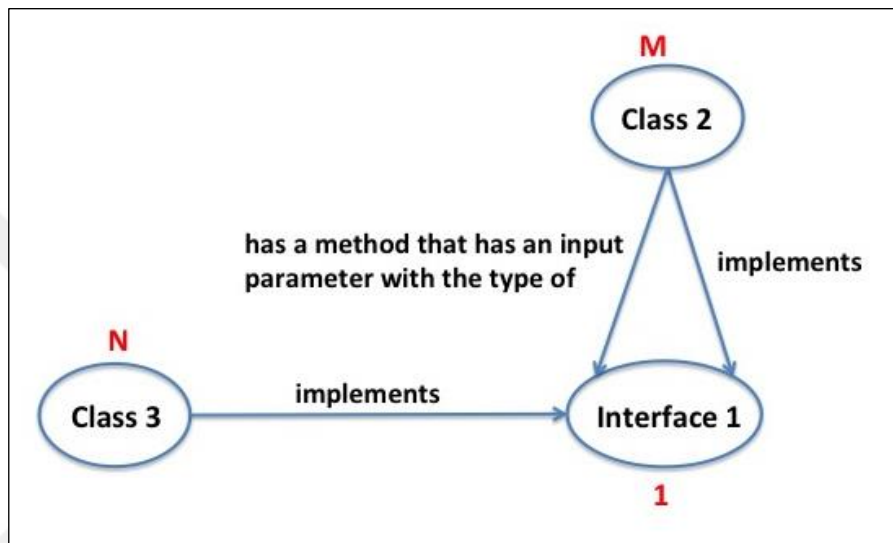 M
Class 2
has a method that has an input
parameter with the type of
implements
N
Class 3
implements
Interface 1
1